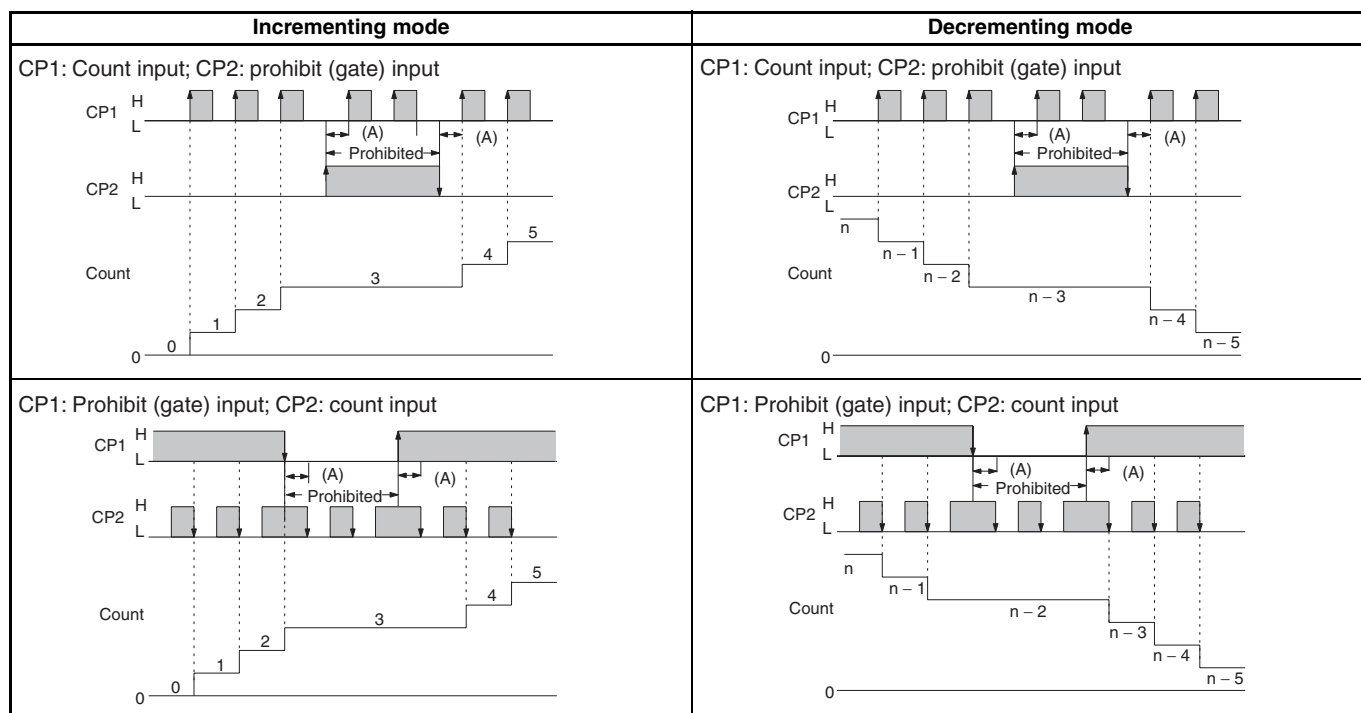 Incrementing mode
Decrementing mode
CP1: Count input; CP2: prohibit (gate) input
CP1 H
L
(A)
(A)
Prohibited
CP2 H
L
Count
0
0
1
2
3
4
5
CP1: Count input; CP2: prohibit (gate) input
CP1 H
L
(A)
(A)
Prohibited
CP2 H
L
Count
n
n – 1
n – 2
n – 3
n – 4
n – 5
0
CP1: Prohibit (gate) input; CP2: count input
CP1 H
L
(A)
(A)
Prohibited
CP2 H
L
Count
0
0
1
2
3
4
5
CP1: Prohibit (gate) input; CP2: count input
CP1 H
L
(A)
(A)
Prohibited
CP2 H
L
Count
n
n – 1
n – 2
n – 3
n – 4
n – 5
0